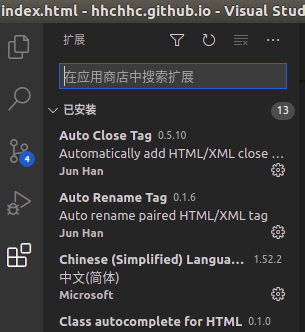 index.html - hhchhc.github.io - Visual Stud
扩展
在应用商店中搜索扩展
已安装 13
Auto Close Tag 0.5.10
Automatically add HTML/XML close ...
Jun Han
4
Auto Rename Tag 0.1.6
Auto rename paired HTML/XML tag
Jun Han
Chinese (Simplified) Langua... 1.52.2
中文(简体)
Microsoft
Class autocomplete for HTML 0.1.0